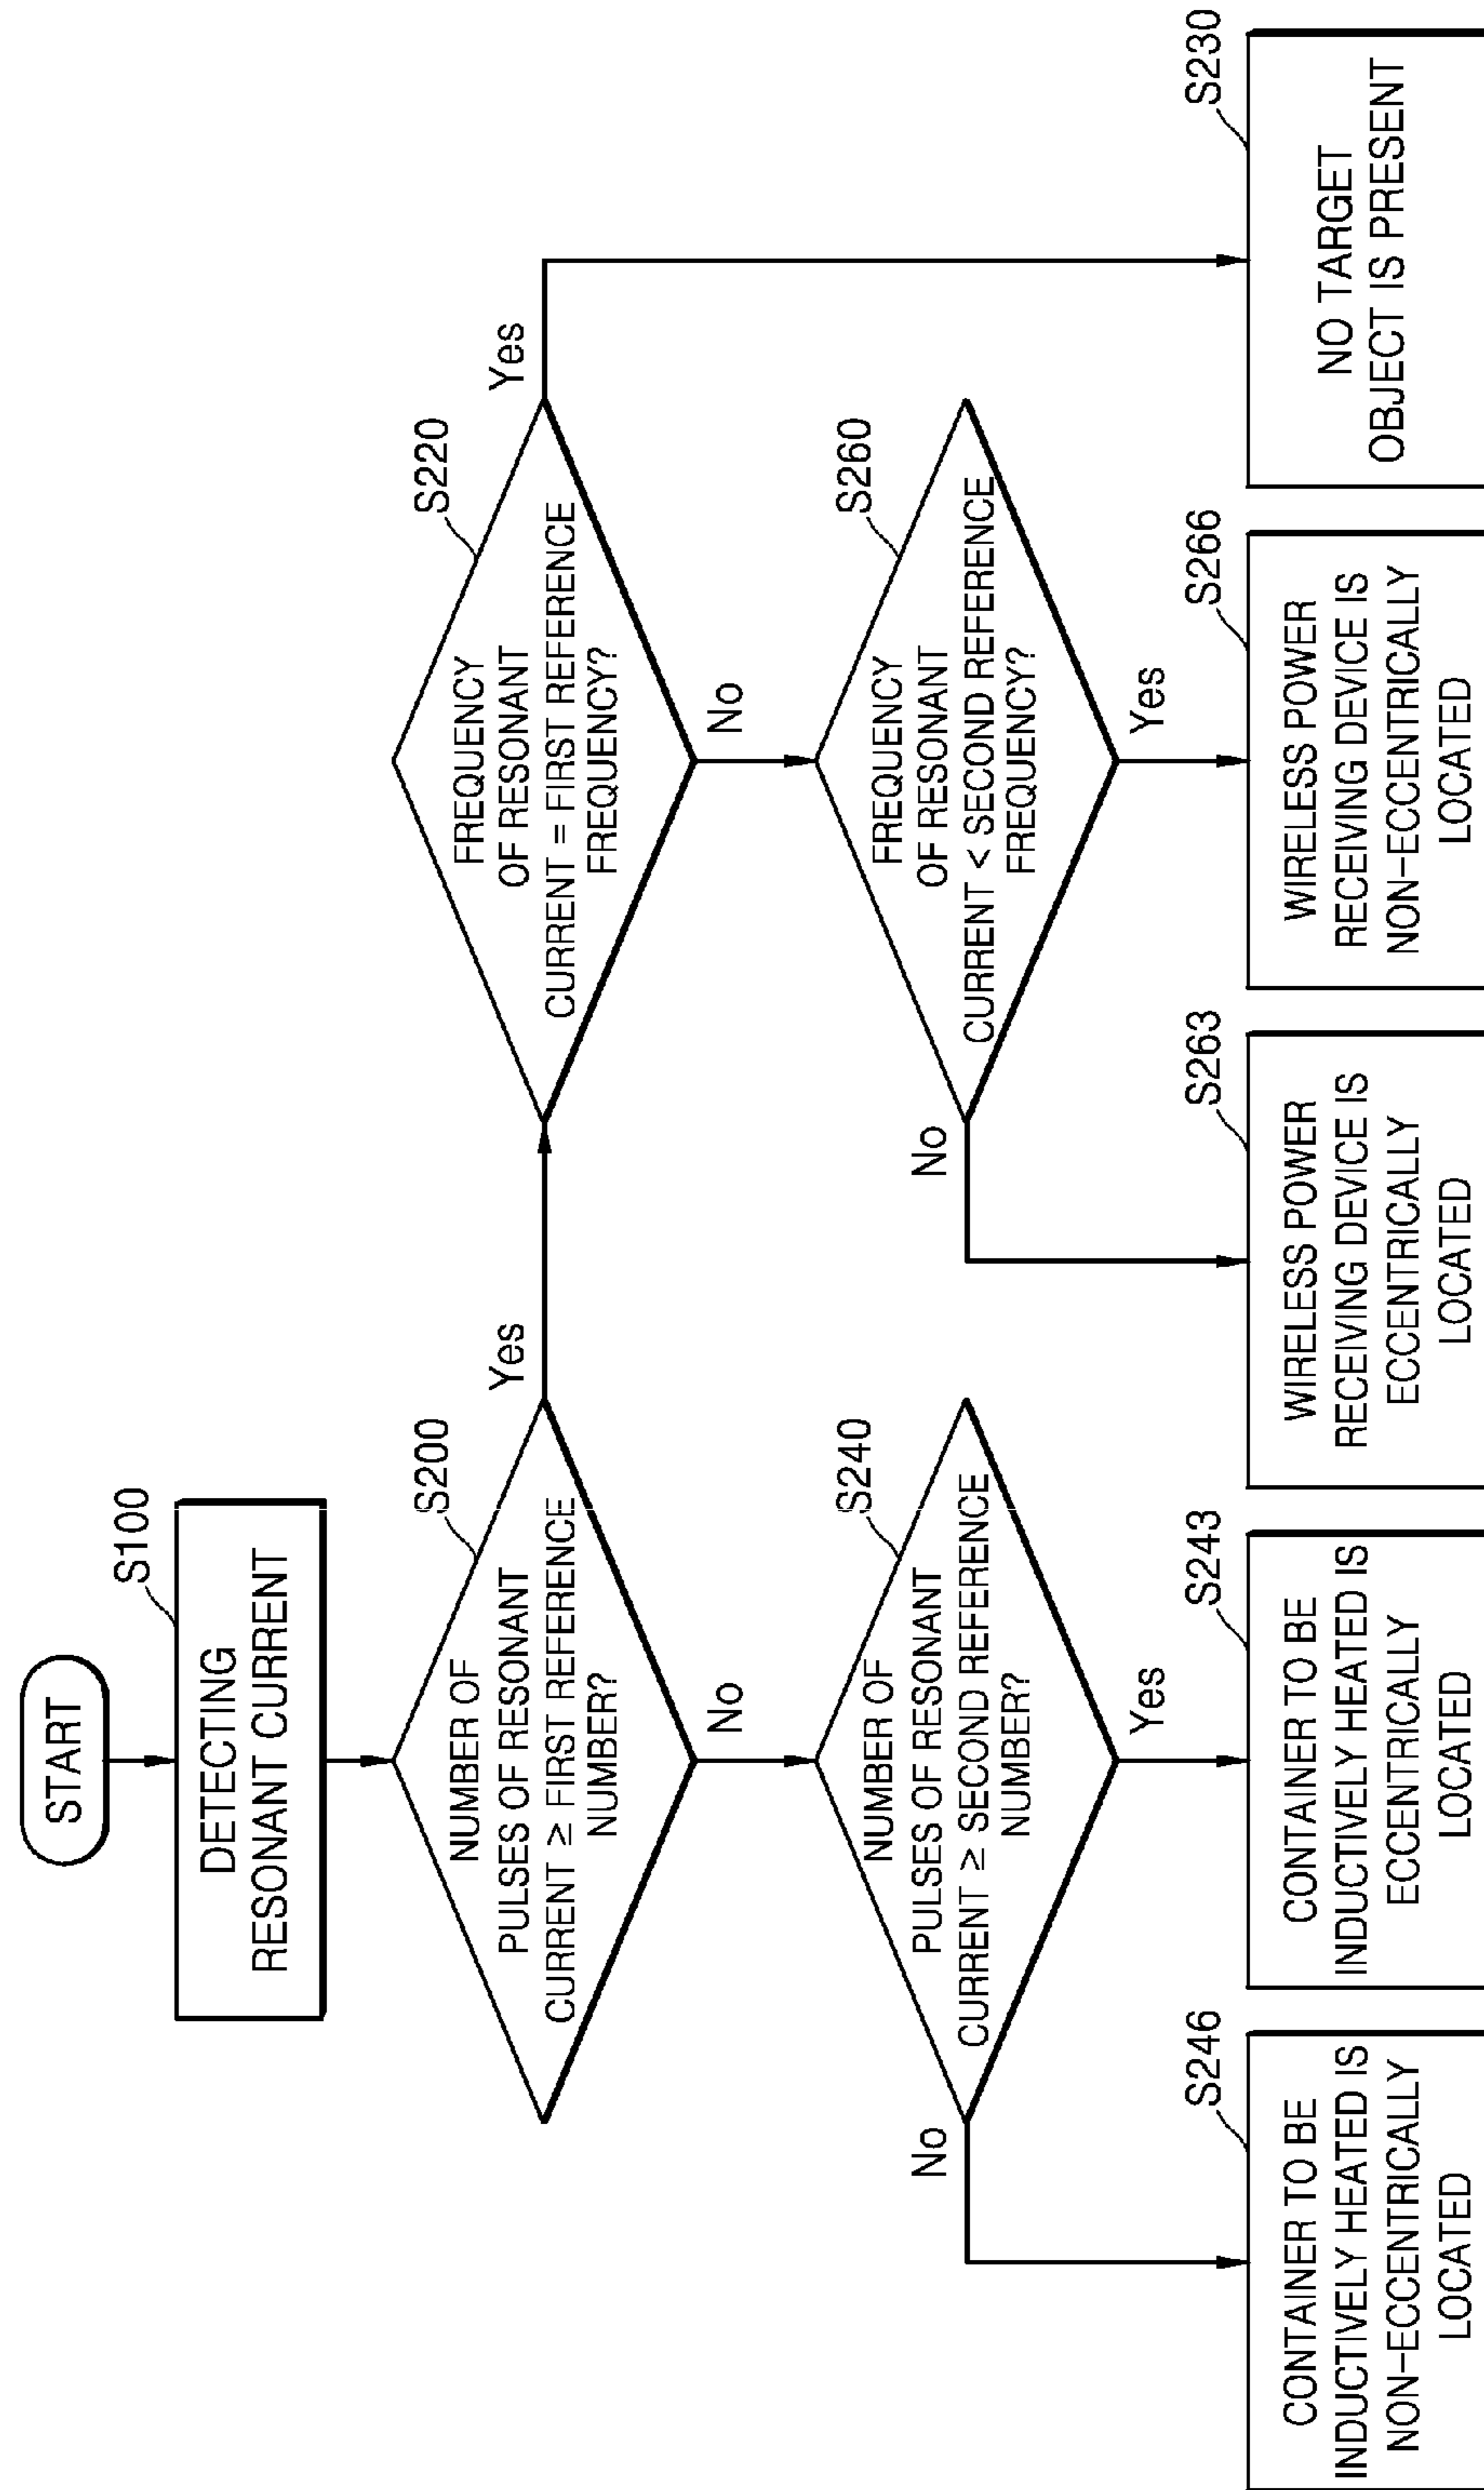 START
S100
DETECTING
RESONANT CURRENT
S200
NUMBER OF
PULSES OF RESONANT
CURRENT ≥ FIRST REFERENCE
NUMBER?
Yes
No
S220
FREQUENCY
OF RESONANT
CURRENT = FIRST REFERENCE
FREQUENCY?
Yes
No
S240
NUMBER OF
PULSES OF RESONANT
CURRENT ≥ SECOND REFERENCE
NUMBER?
No
Yes
S260
FREQUENCY
OF RESONANT
CURRENT < SECOND REFERENCE
FREQUENCY?
No
Yes
S246
CONTAINER TO BE
INDUCTIVELY HEATED IS
NON-ECCENTRICALLY
LOCATED
S243
CONTAINER TO BE
INDUCTIVELY HEATED IS
ECCENTRICALLY
LOCATED
S263
WIRELESS POWER
RECEIVING DEVICE IS
ECCENTRICALLY
LOCATED
S266
WIRELESS POWER
RECEIVING DEVICE IS
NON-ECCENTRICALLY
LOCATED
S230
NO TARGET
OBJECT IS PRESENT